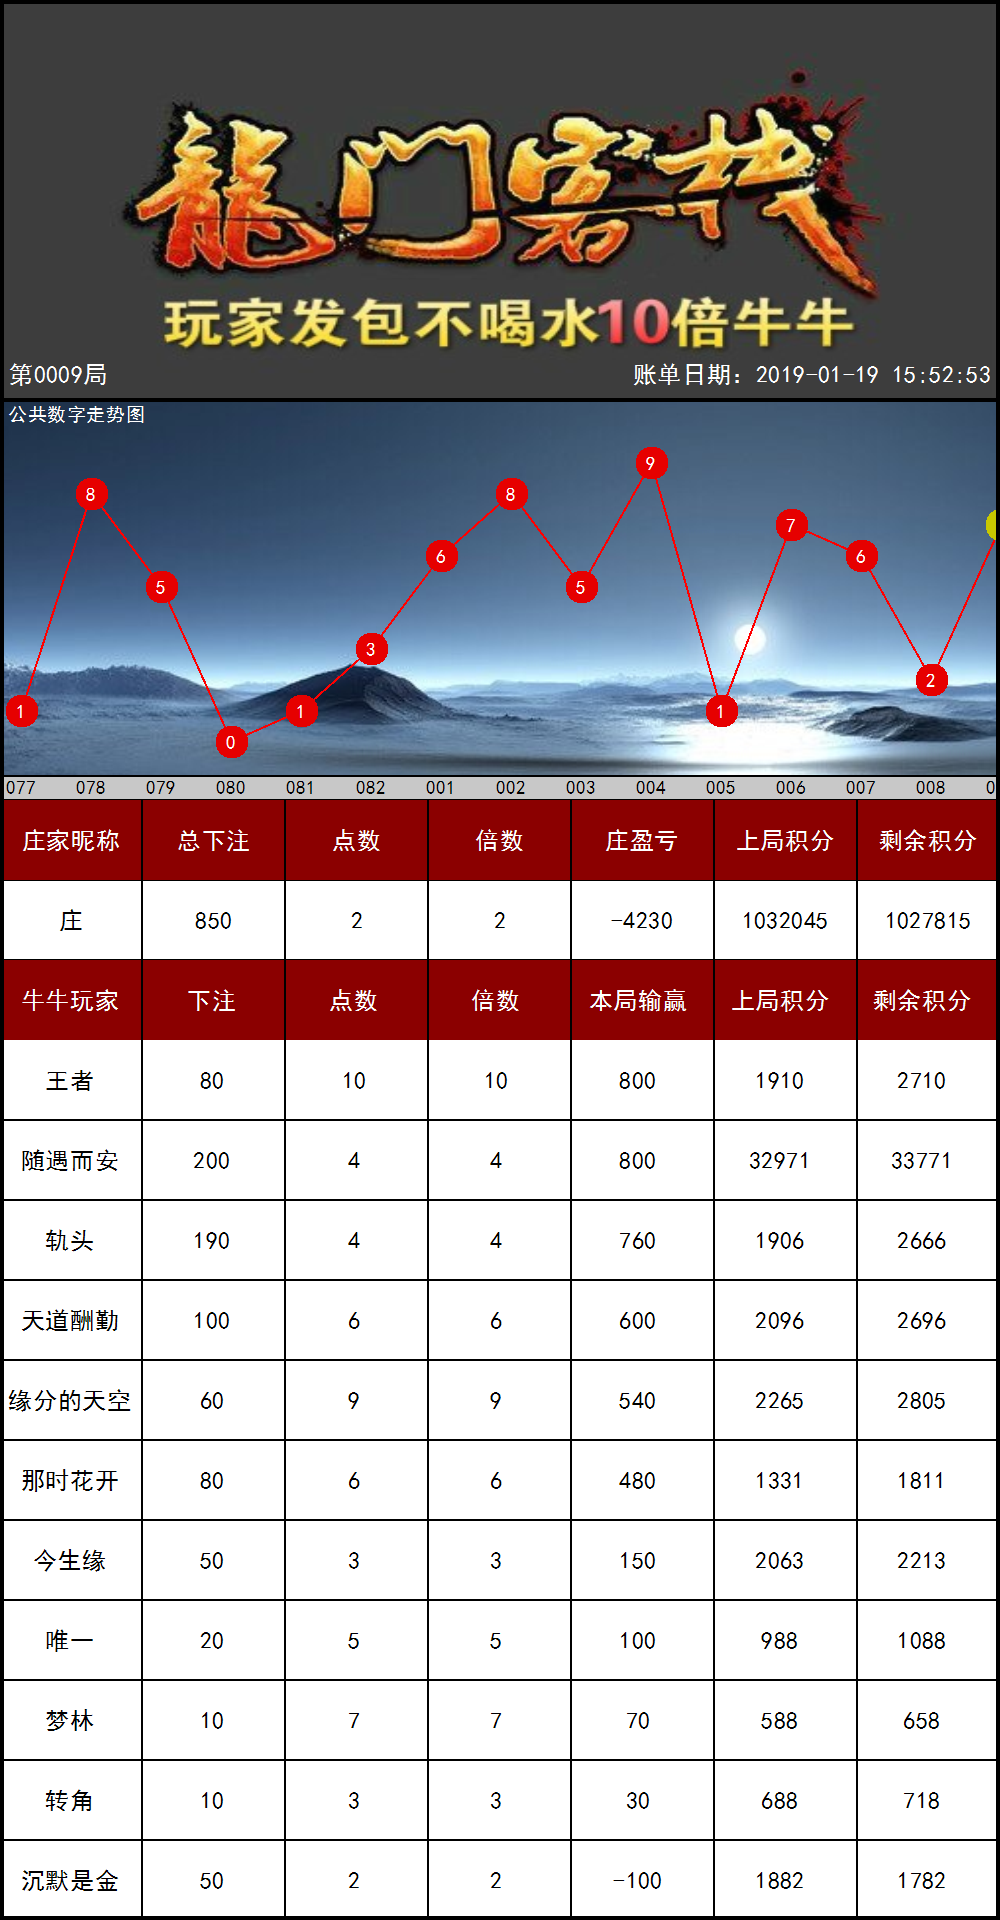 龍门客栈
玩家发包不喝水10倍牛牛
第0009局 账单日期：2019-01-19 15:52:53
公共数字走势图
1 8 5 0 1 3 6 8 5 9 1 7 6 2
077 078 079 080 081 082 001 002 003 004 005 006 007 008 0
庄家昵称 总下注 点数 倍数 庄盈亏 上局积分 剩余积分
庄 850 2 2 -4230 1032045 1027815
牛牛玩家 下注 点数 倍数 本局输赢 上局积分 剩余积分
王者 80 10 10 800 1910 2710
随遇而安 200 4 4 800 32971 33771
轨头 190 4 4 760 1906 2666
天道酬勤 100 6 6 600 2096 2696
缘分的天空 60 9 9 540 2265 2805
那时花开 80 6 6 480 1331 1811
今生缘 50 3 3 150 2063 2213
唯一 20 5 5 100 988 1088
梦林 10 7 7 70 588 658
转角 10 3 3 30 688 718
沉默是金 50 2 2 -100 1882 1782